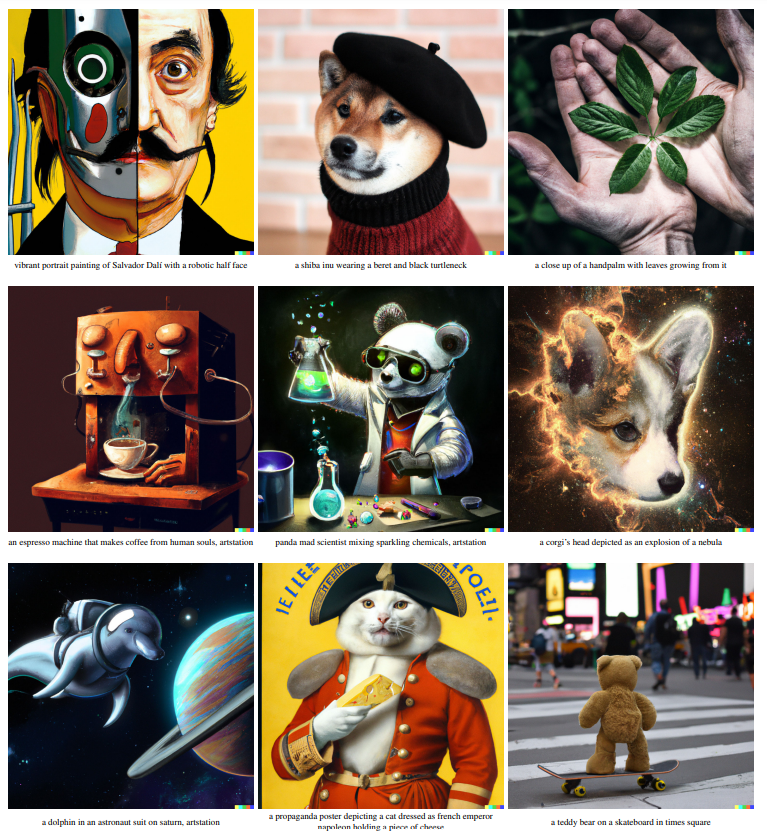 vibrant portrait painting of Salvador Dalí with a robotic half face
a shiba inu wearing a beret and black turtleneck
a close up of a handpalm with leaves growing from it
an espresso machine that makes coffee from human souls, artstation
panda mad scientist mixing sparkling chemicals, artstation
a corgi's head depicted as an explosion of a nebula
a dolphin in an astronaut suit on saturn, artstation
a propaganda poster depicting a cat dressed as french emperor
napoleon holding a piece of cheese
a teddy bear on a skateboard in times square